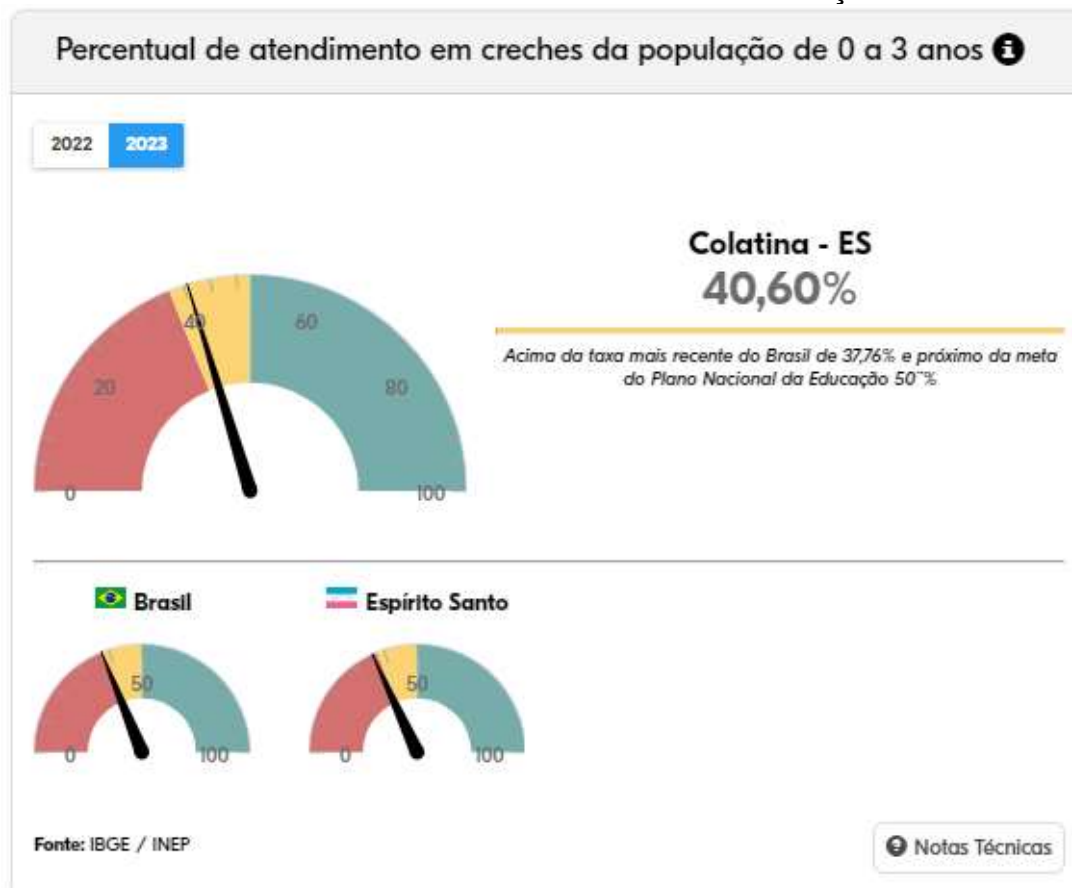 Percentual de atendimento em creches da população de 0 a 3 anos
2022 2023
Colatina - ES
40,60%
Acima da taxa mais recente do Brasil de 37,76% e próximo da meta
do Plano Nacional da Educação 50¨%
0
20
40
60
80
100
Brasil
0
50
100
Espírito Santo
0
50
100
Fonte: IBGE / INEP
Notas Técnicas